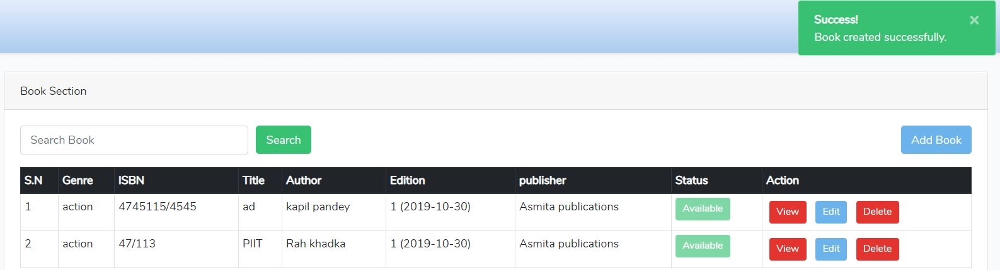 Success! ×
Book created successfully.
Book Section
Search Book Search Add Book
S.N Genre ISBN Title Author Edition publisher Status Action
1 action 4745115/4545 ad kapil pandey 1 (2019-10-30) Asmita publications Available View Edit Delete
2 action 47/113 PIIT Rah khadka 1 (2019-10-30) Asmita publications Available View Edit Delete